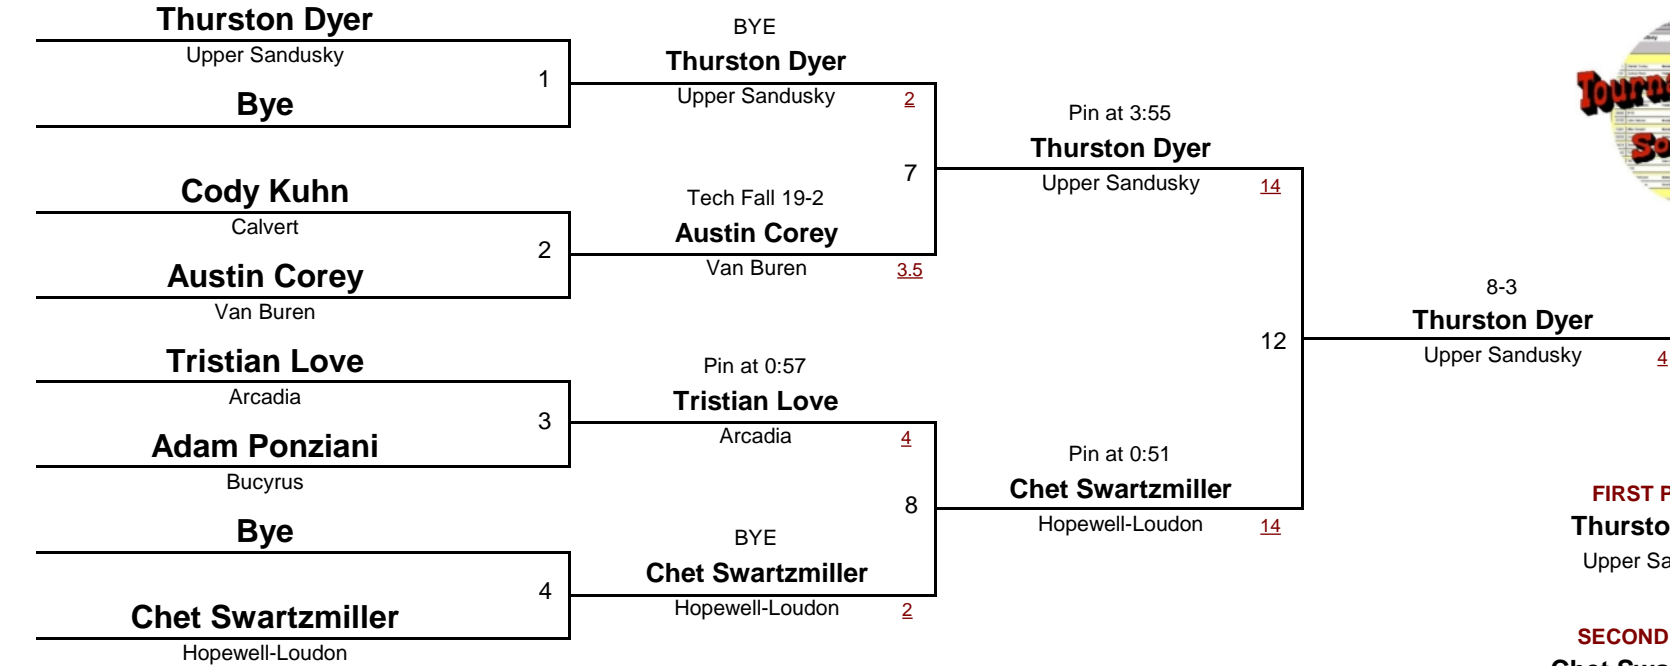 Thurston Dyer
Upper Sandusky
1
Bye
Cody Kuhn
Calvert
2
Austin Corey
Van Buren
Tristian Love
Arcadia
3
Adam Ponziani
Bucyrus
Bye
4
Chet Swartzmiller
Hopewell-Loudon
BYE
Thurston Dyer
Upper Sandusky
2
7
Tech Fall 19-2
Austin Corey
Van Buren
3.5
Pin at 0:57
Tristian Love
Arcadia
4
8
BYE
Chet Swartzmiller
Hopewell-Loudon
2
Pin at 3:55
Thurston Dyer
Upper Sandusky
14
12
Pin at 0:51
Chet Swartzmiller
Hopewell-Loudon
14
8-3
Thurston Dyer
Upper Sandusky
4
FIRST
Upper
SECOND